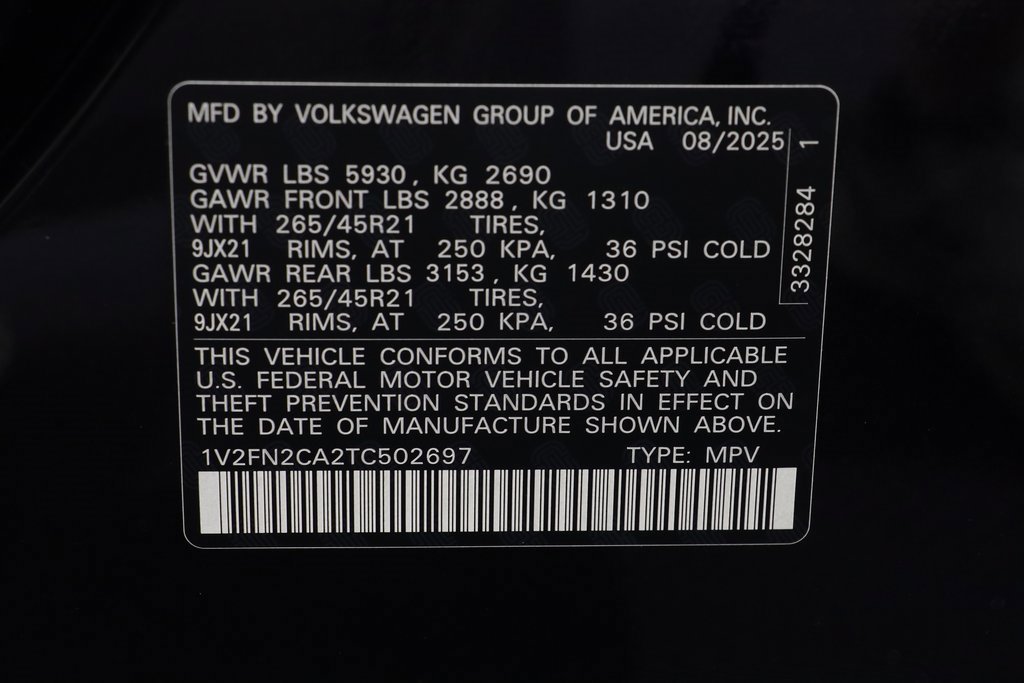 MFD BY VOLKSWAGEN GROUP OF AMERICA, INC.
USA 08/2025
GVWR LBS 5930, KG 2690
GAWR FRONT LBS 2888, KG 1310
WITH 265/45R21 TIRES,
9JX21 RIMS, AT 250 KPA, 36 PSI COLD
GAWR REAR LBS 3153, KG 1430
WITH 265/45R21 TIRES,
9JX21 RIMS, AT 250 KPA, 36 PSI COLD
3328284 1
THIS VEHICLE CONFORMS TO ALL APPLICABLE
U.S. FEDERAL MOTOR VEHICLE SAFETY AND
THEFT PREVENTION STANDARDS IN EFFECT ON
THE DATE OF MANUFACTURE SHOWN ABOVE.
1V2FN2CA2TC502697 TYPE: MPV